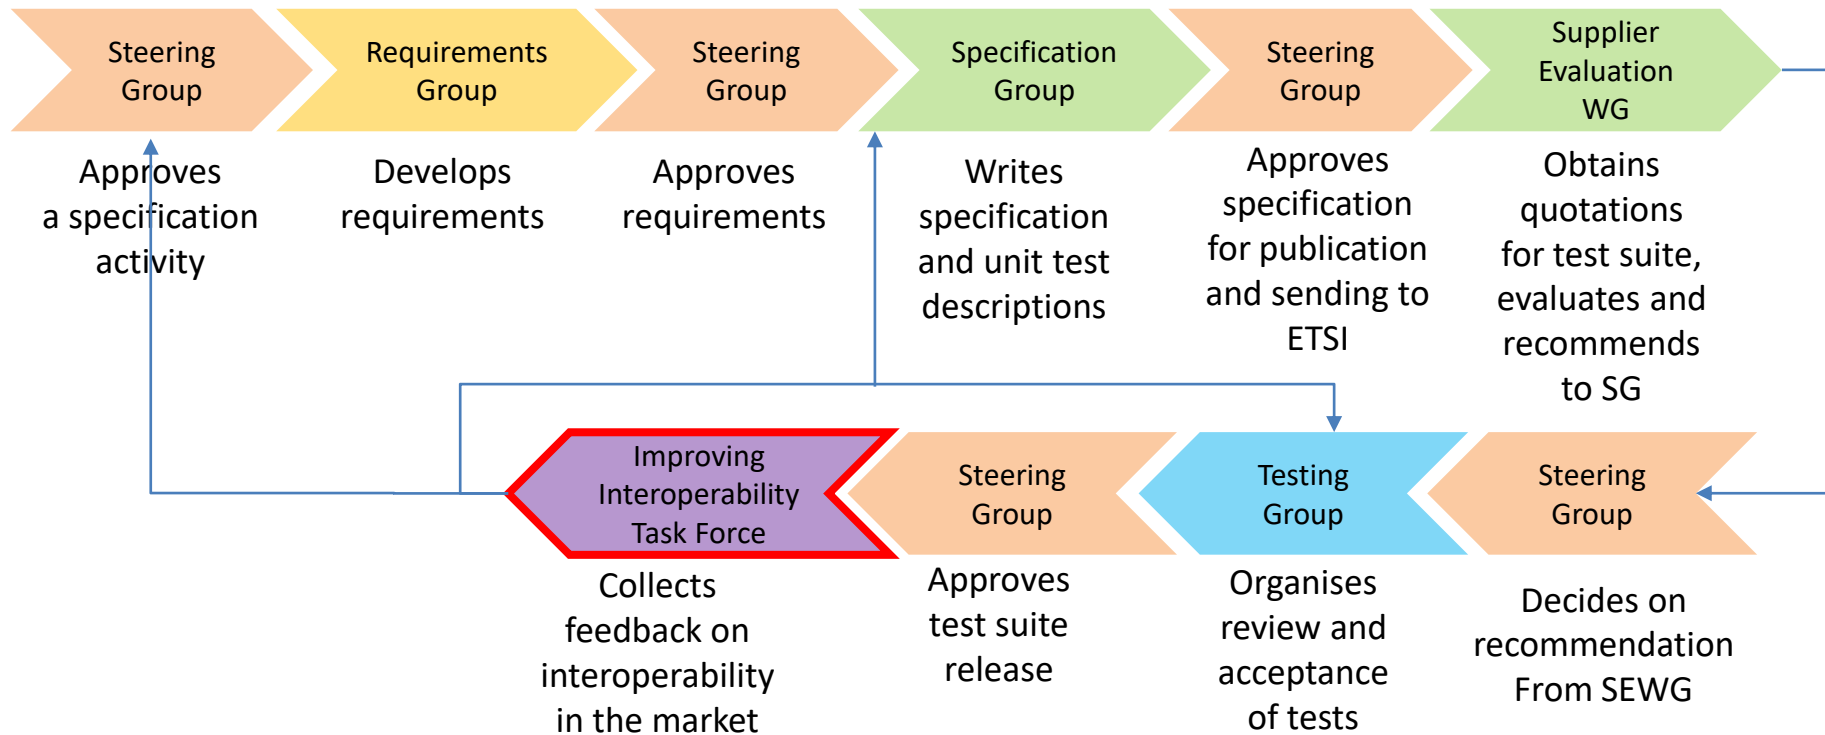 Steering
Group
Requirements
Group
Steering
Group
Specification
Group
Steering
Group
Supplier
Evaluation
WG
Approves
a specification
activity
Develops
requirements
Approves
requirements
Writes
specification
and unit test
descriptions
Approves
specification
for publication
and sending to
ETSI
Obtains
quotations
for test suite,
evaluates and
recommends
to SG
Improving
Interoperability
Task Force
Steering
Group
Testing
Group
Steering
Group
Collects
feedback on
interoperability
in the market
Approves
test suite
release
Organises
review and
acceptance
of tests
Decides on
recommendation
From SEWG